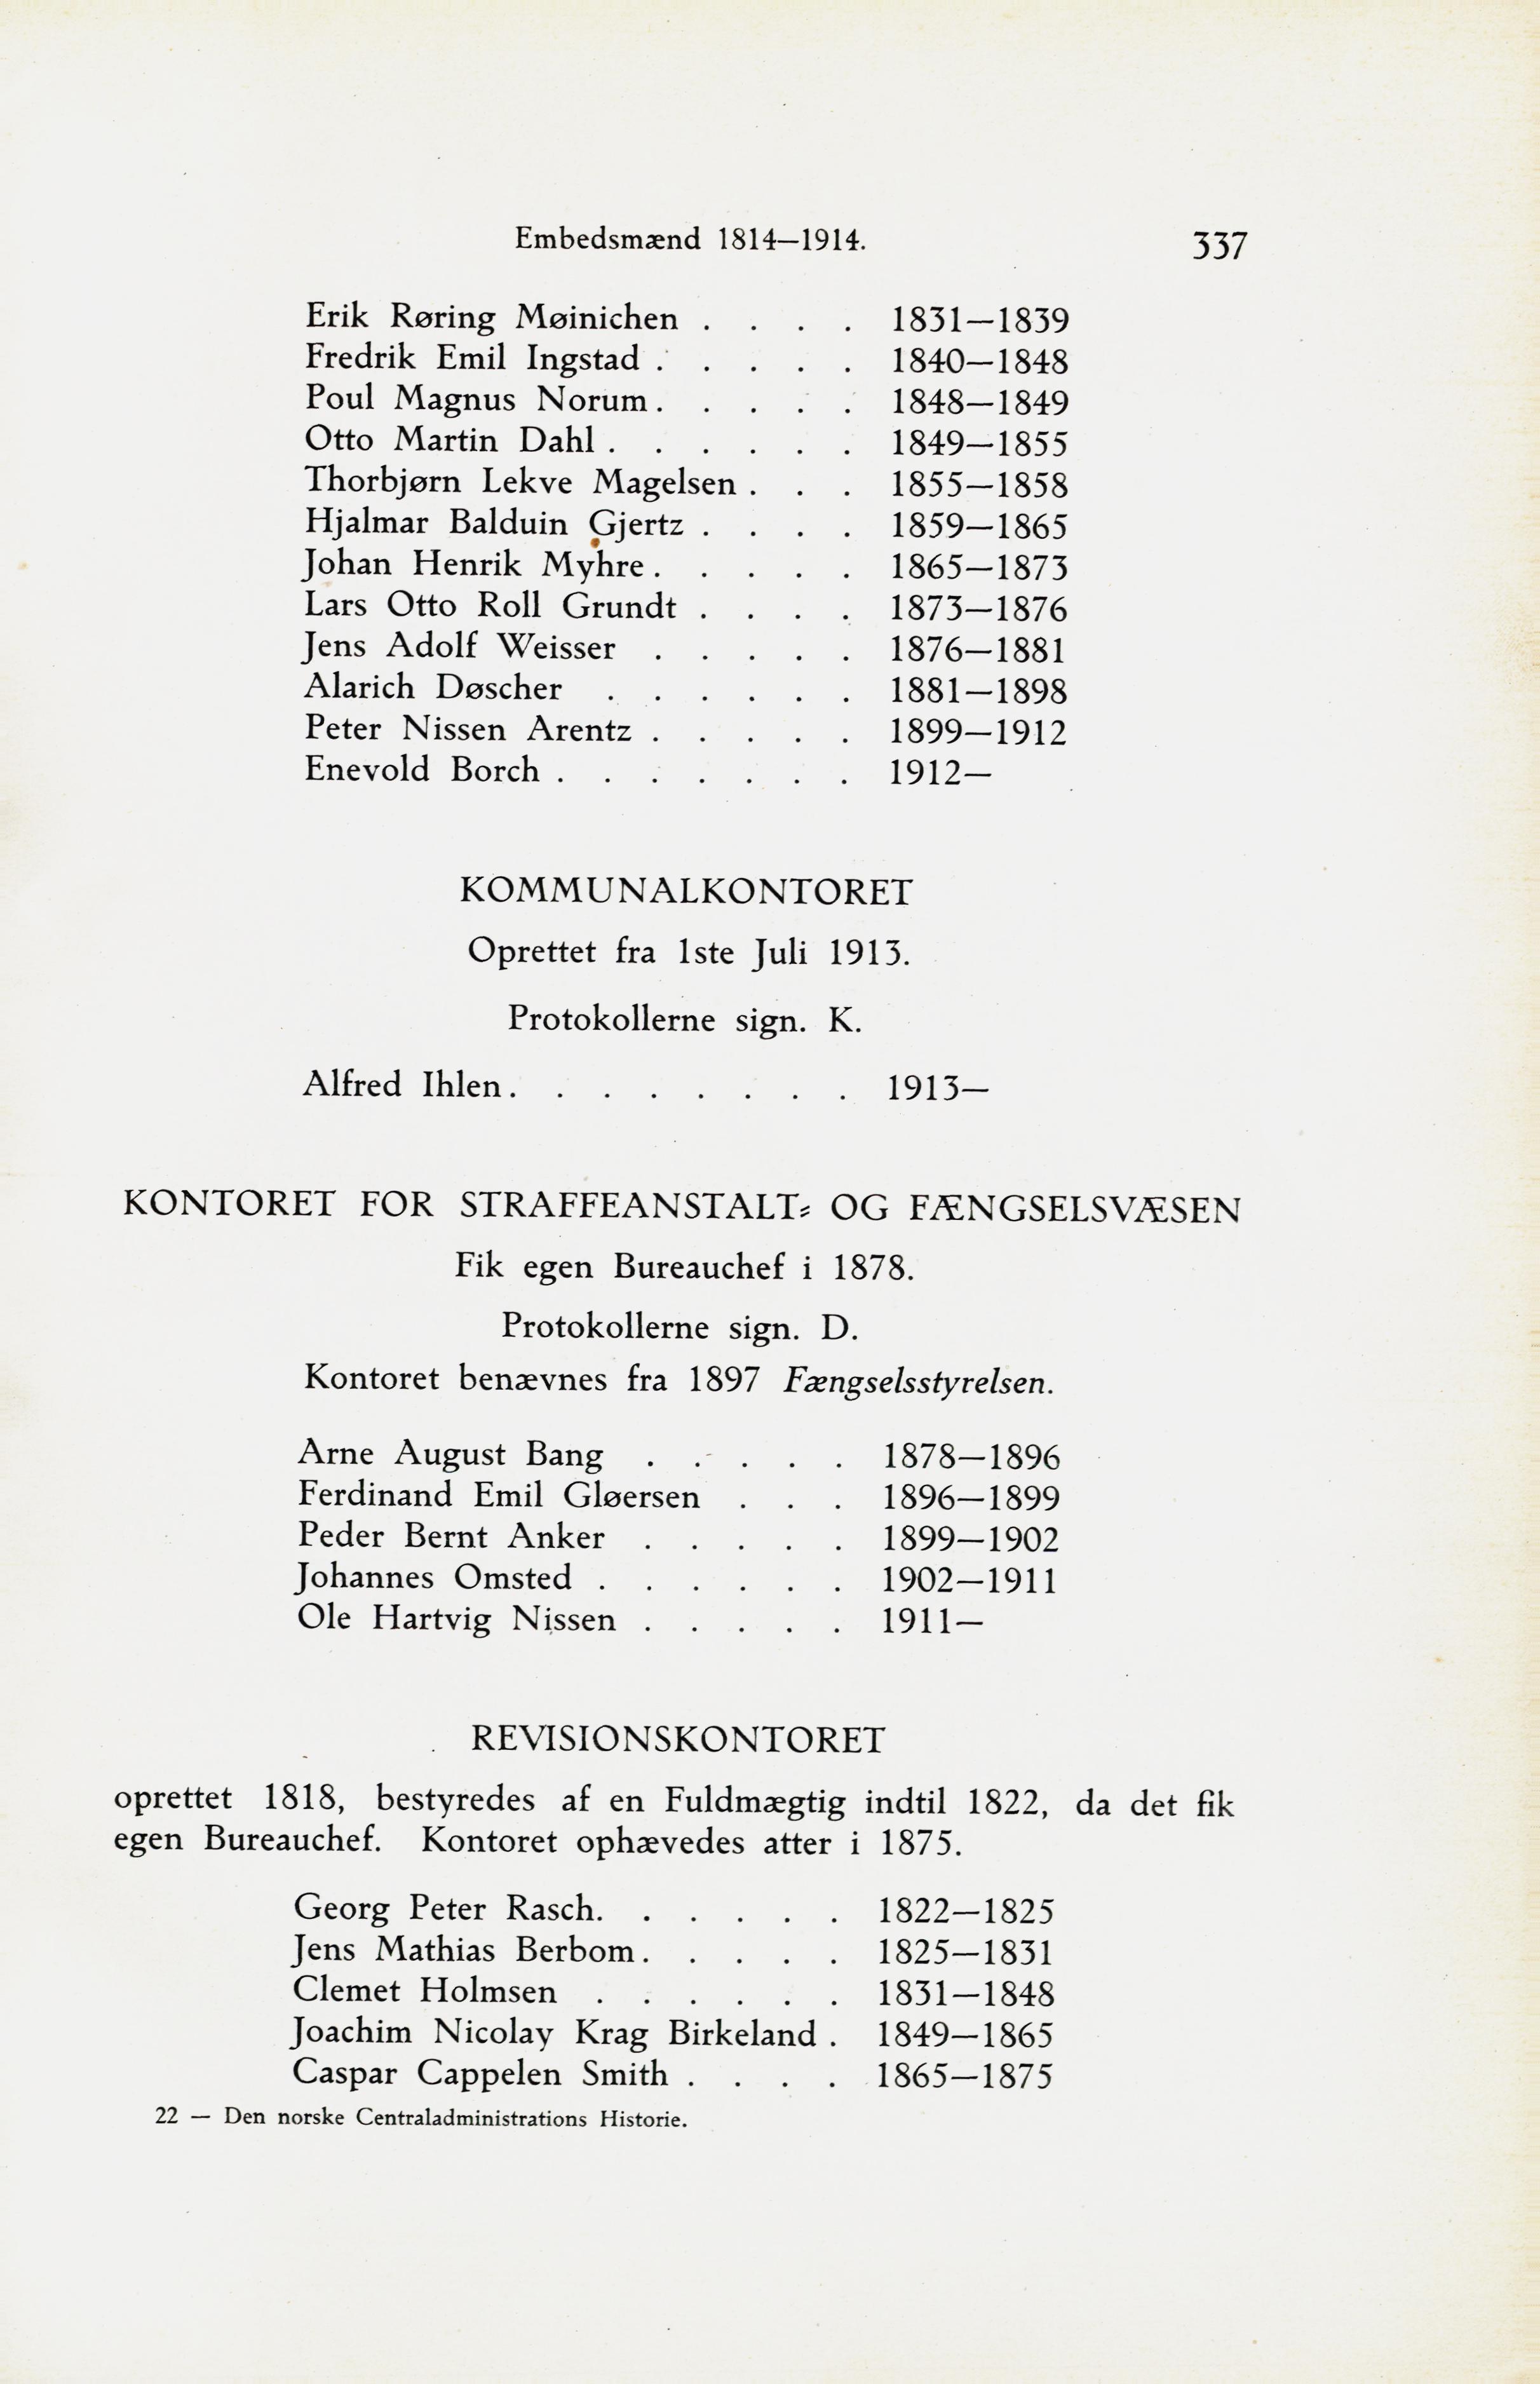 Embedsmænd 1814—1914. 337
Erik Røring Møinichen . . . . 1831—1839
Fredrik Emil Ingstad . . . . . 1840—1848
Poul Magnus Norum . . . . . 1848—1849
Otto Martin Dahl . . . . . . 1849—1855
Thorbjørn Lekve Magelsen . . . 1855—1858
Hjalmar Balduin Gjertz . . . . 1859—1865
Johan Henrik Myhre . . . . . 1865—1873
Lars Otto Roll Grundt . . . . 1873—1876
Jens Adolf Weisser . . . . . 1876—1881
Alarich Døscher . . . . . . 1881—1898
Peter Nissen Arentz . . . . . 1899—1912
Enevold Borch . . . . . . . 1912—
KOMMUNALKONTORET
Oprettet fra 1ste Juli 1913.
Protokollerne sign. K.
Alfred Ihlen . . . . . . . . 1913—
KONTORET FOR STRAFFEANSTALT- OG FÆNGSELSVÆSEN
Fik egen Bureauchef i 1878.
Protokollerne sign. D.
Kontoret benævnes fra 1897 Fængselsstyrelsen.
Arne August Bang . . . . . 1878—1896
Ferdinand Emil Gløersen . . . 1896—1899
Peder Bernt Anker . . . . . 1899—1902
Johannes Omsted . . . . . . 1902—1911
Ole Hartvig Nissen . . . . . 1911—
REVISIONSKONTORET
oprettet 1818, bestyredes af en Fuldmægtig indtil 1822, da det fik
egen Bureauchef. Kontoret ophævedes atter i 1875.
Georg Peter Rasch . . . . . . 1822—1825
Jens Mathias Berbom . . . . . 1825—1831
Clemet Holmsen . . . . . . 1831—1848
Joachim Nicolay Krag Birkeland . 1849—1865
Caspar Cappelen Smith . . . . 1865—1875
22 — Den norske Centraladministrations Historie.